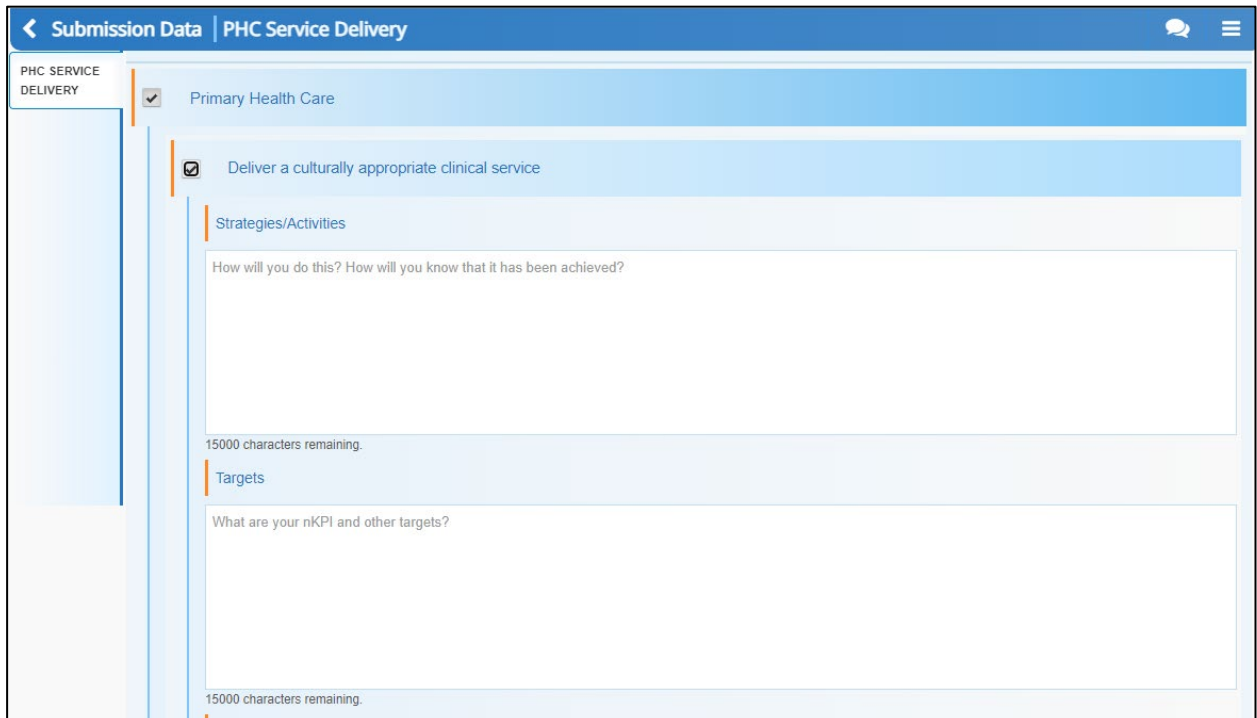 Submission Data | PHC Service Delivery
PHC SERVICE
DELIVERY
Primary Health Care
Deliver a culturally appropriate clinical service
Strategies/Activities
How will you do this? How will you know that it has been achieved?
15000 characters remaining.
Targets
What are your nKPI and other targets?
15000 characters remaining.